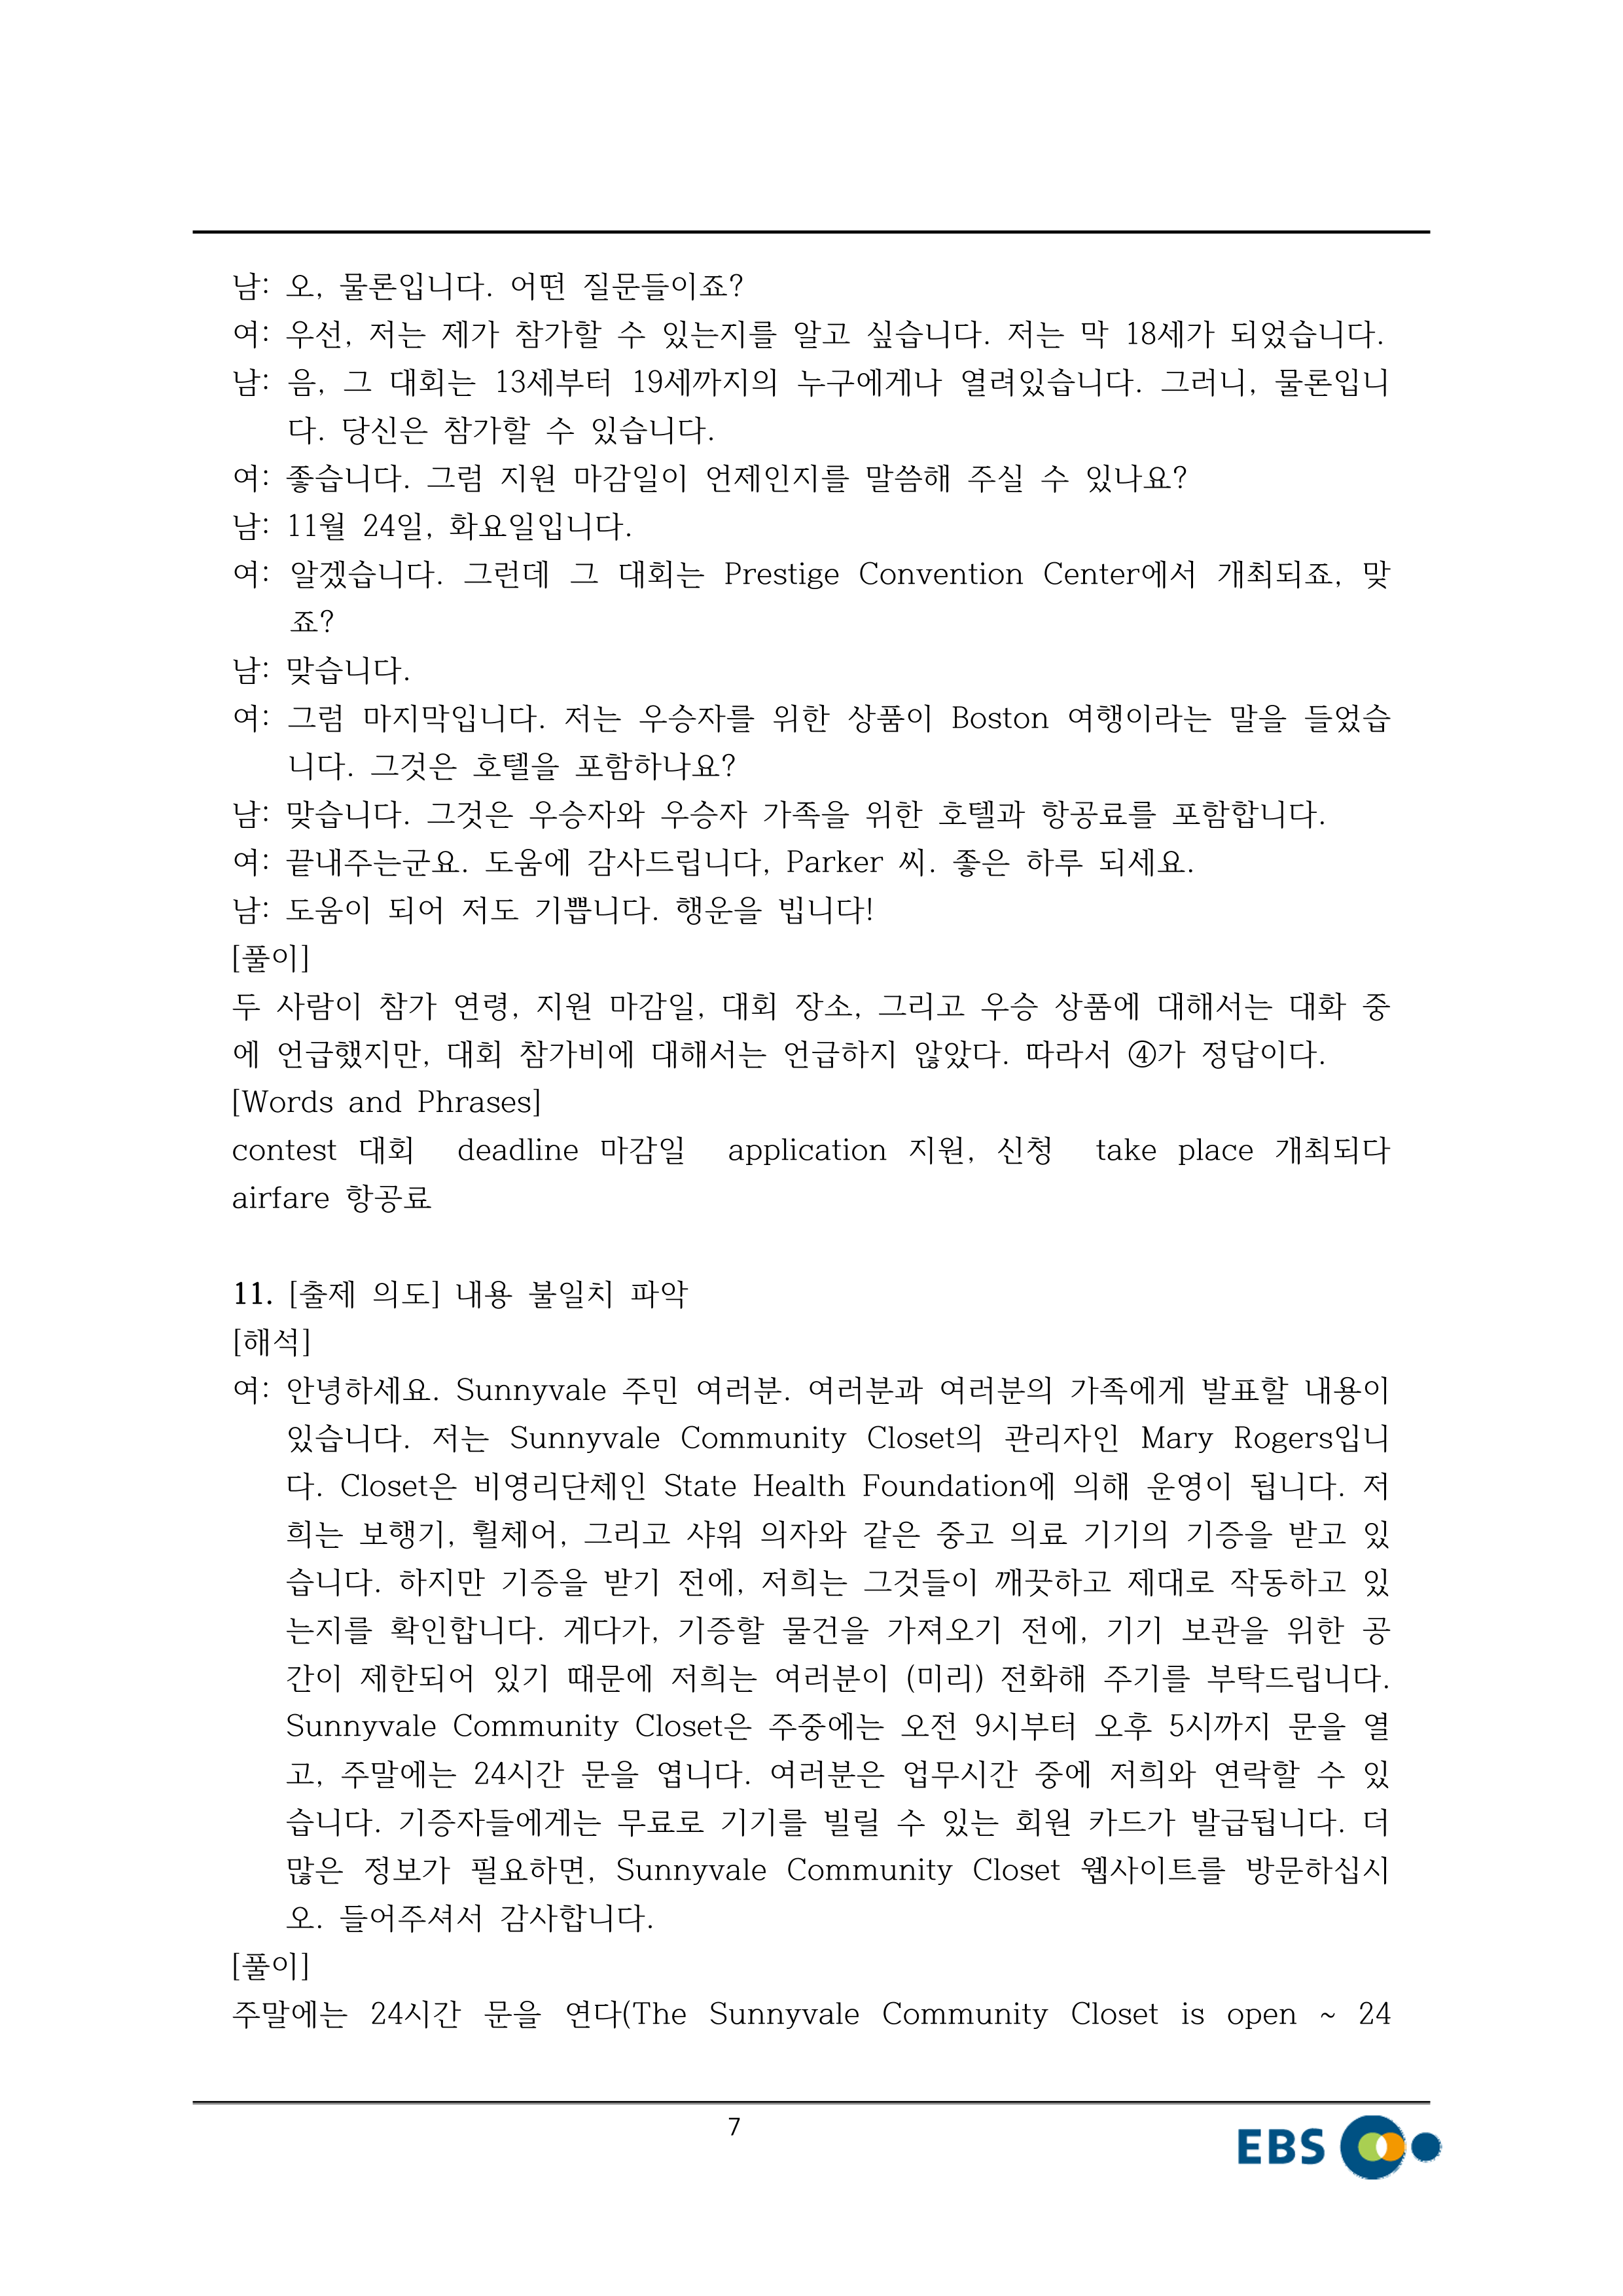 남: 오, 물론입니다. 어떤 질문들이죠?
여: 우선, 저는 제가 참가할 수 있는지를 알고 싶습니다. 저는 막 18세가 되었습니다.
남: 음, 그 대회는 13세부터 19세까지의 누구에게나 열려있습니다. 그러니, 물론입니
다. 당신은 참가할 수 있습니다.
여: 좋습니다. 그럼 지원 마감일이 언제인지를 말씀해 주실 수 있나요?
남: 11월 24일, 화요일입니다.
여: 알겠습니다. 그런데 그 대회는 Prestige Convention Center에서 개최되죠, 맞
죠?
남: 맞습니다.
여: 그럼 마지막입니다. 저는 우승자를 위한 상품이 Boston 여행이라는 말을 들었습
니다. 그것은 호텔을 포함하나요?
남: 맞습니다. 그것은 우승자와 우승자 가족을 위한 호텔과 항공료를 포함합니다.
여: 끝내주는군요. 도움에 감사드립니다, Parker 씨. 좋은 하루 되세요.
남: 도움이 되어 저도 기쁩니다. 행운을 빕니다!
[풀이]
두 사람이 참가 연령, 지원 마감일, 대회 장소, 그리고 우승 상품에 대해서는 대화 중
에 언급했지만, 대회 참가비에 대해서는 언급하지 않았다. 따라서 ④가 정답이다.
[Words and Phrases]
contest 대회 deadline 마감일 application 지원, 신청 take place 개최되다
airfare 항공료
11. [출제 의도] 내용 불일치 파악
[해석]
여: 안녕하세요. Sunnyvale 주민 여러분. 여러분과 여러분의 가족에게 발표할 내용이
있습니다. 저는 Sunnyvale Community Closet의 관리자인 Mary Rogers입니
다. Closet은 비영리단체인 State Health Foundation에 의해 운영이 됩니다. 저
희는 보행기, 휠체어, 그리고 샤워 의자와 같은 중고 의료 기기의 기증을 받고 있
습니다. 하지만 기증을 받기 전에, 저희는 그것들이 깨끗하고 제대로 작동하고 있
는지를 확인합니다. 게다가, 기증할 물건을 가져오기 전에, 기기 보관을 위한 공
간이 제한되어 있기 때문에 저희는 여러분이 (미리) 전화해 주기를 부탁드립니다.
Sunnyvale Community Closet은 주중에는 오전 9시부터 오후 5시까지 문을 열
고, 주말에는 24시간 문을 엽니다. 여러분은 업무시간 중에 저희와 연락할 수 있
습니다. 기증자들에게는 무료로 기기를 빌릴 수 있는 회원 카드가 발급됩니다. 더
많은 정보가 필요하면, Sunnyvale Community Closet 웹사이트를 방문하십시
오. 들어주셔서 감사합니다.
[풀이]
주말에는 24시간 문을 연다(The Sunnyvale Community Closet is open ~ 24
7
EBS